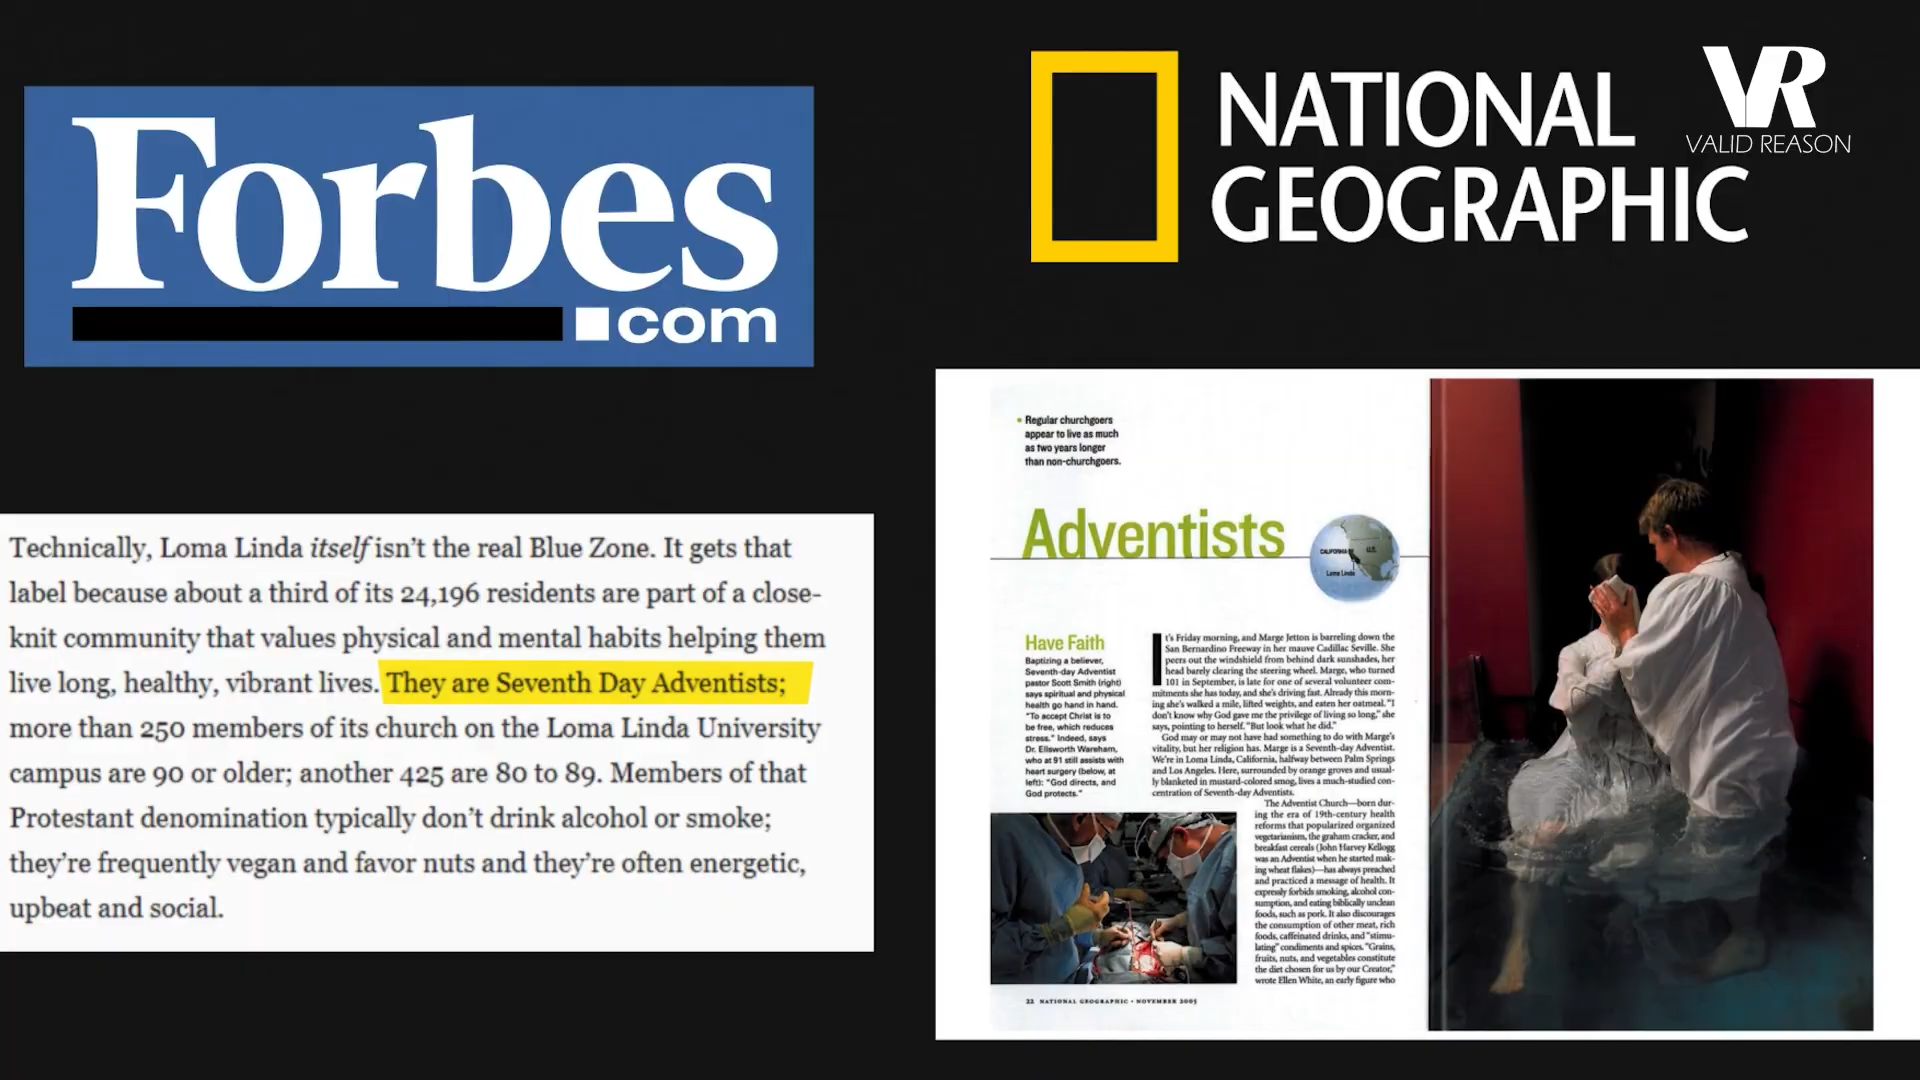 Forbes
.com
NATIONAL
GEOGRAPHIC
VR
VALID REASON
Technically, Loma Linda itself isn't the real Blue Zone. It gets that
label because about a third of its 24,196 residents are part of a close-
knit community that values physical and mental habits helping them
live long, healthy, vibrant lives. They are Seventh Day Adventists;
more than 250 members of its church on the Loma Linda University
campus are 90 or older; another 425 are 80 to 89. Members of that
Protestant denomination typically don't drink alcohol or smoke;
they're frequently vegan and favor nuts and they're often energetic,
upbeat and social.
• Regular churchgoers
appear to live as much
as two years longer
than non-churchgoers.
Adventists
CALIFORNIA
U.S.
Loma Linda
Have Faith
Baptizing a believer,
Seventh-day Adventist
pastor Scott Smith (right)
says spiritual and physical
health go hand in hand.
"To accept Christ is to
be free, which reduces
stress." Indeed, says
Dr. Ellsworth Wareham,
who at 91 still assists with
heart surgery (below, at
left): "God directs, and
God protects."
It's Friday morning, and Marge Jetton is barreling down the
San Bernardino Freeway in her mauve Cadillac Seville. She
peers out the windshield from behind dark sunshades, her
head barely clearing the steering wheel. Marge, who turned
101 in September, is late for one of several volunteer com-
mitments she has today, and she's driving fast. Already this morn-
ing she's walked a mile, lifted weights, and eaten her oatmeal. "I
don't know why God gave me the privilege of living so long," she
says, pointing to herself. "But look what he did."
God may or may not have had something to do with Marge's
vitality, but her religion has. Marge is a Seventh-day Adventist.
We're in Loma Linda, California, halfway between Palm Springs
and Los Angeles. Here, surrounded by orange groves and usual-
ly blanketed in mustard-colored smog, lives a much-studied con-
centration of Seventh-day Adventists.
The Adventist Church—born dur-
ing the era of 19th-century health
reforms that popularized organized
vegetarianism, the graham cracker, and
breakfast cereals (John Harvey Kellogg
was an Adventist when he started mak-
ing wheat flakes)—has always preached
and practiced a message of health. It
expressly forbids smoking, alcohol con-
sumption, and eating biblically unclean
foods, such as pork. It also discourages
the consumption of other meat, rich
foods, caffeinated drinks, and "stimu-
lating" condiments and spices. "Grains,
fruits, nuts, and vegetables constitute
the diet chosen for us by our Creator,"
wrote Ellen White, an early figure who
22 NATIONAL GEOGRAPHIC • NOVEMBER 2005